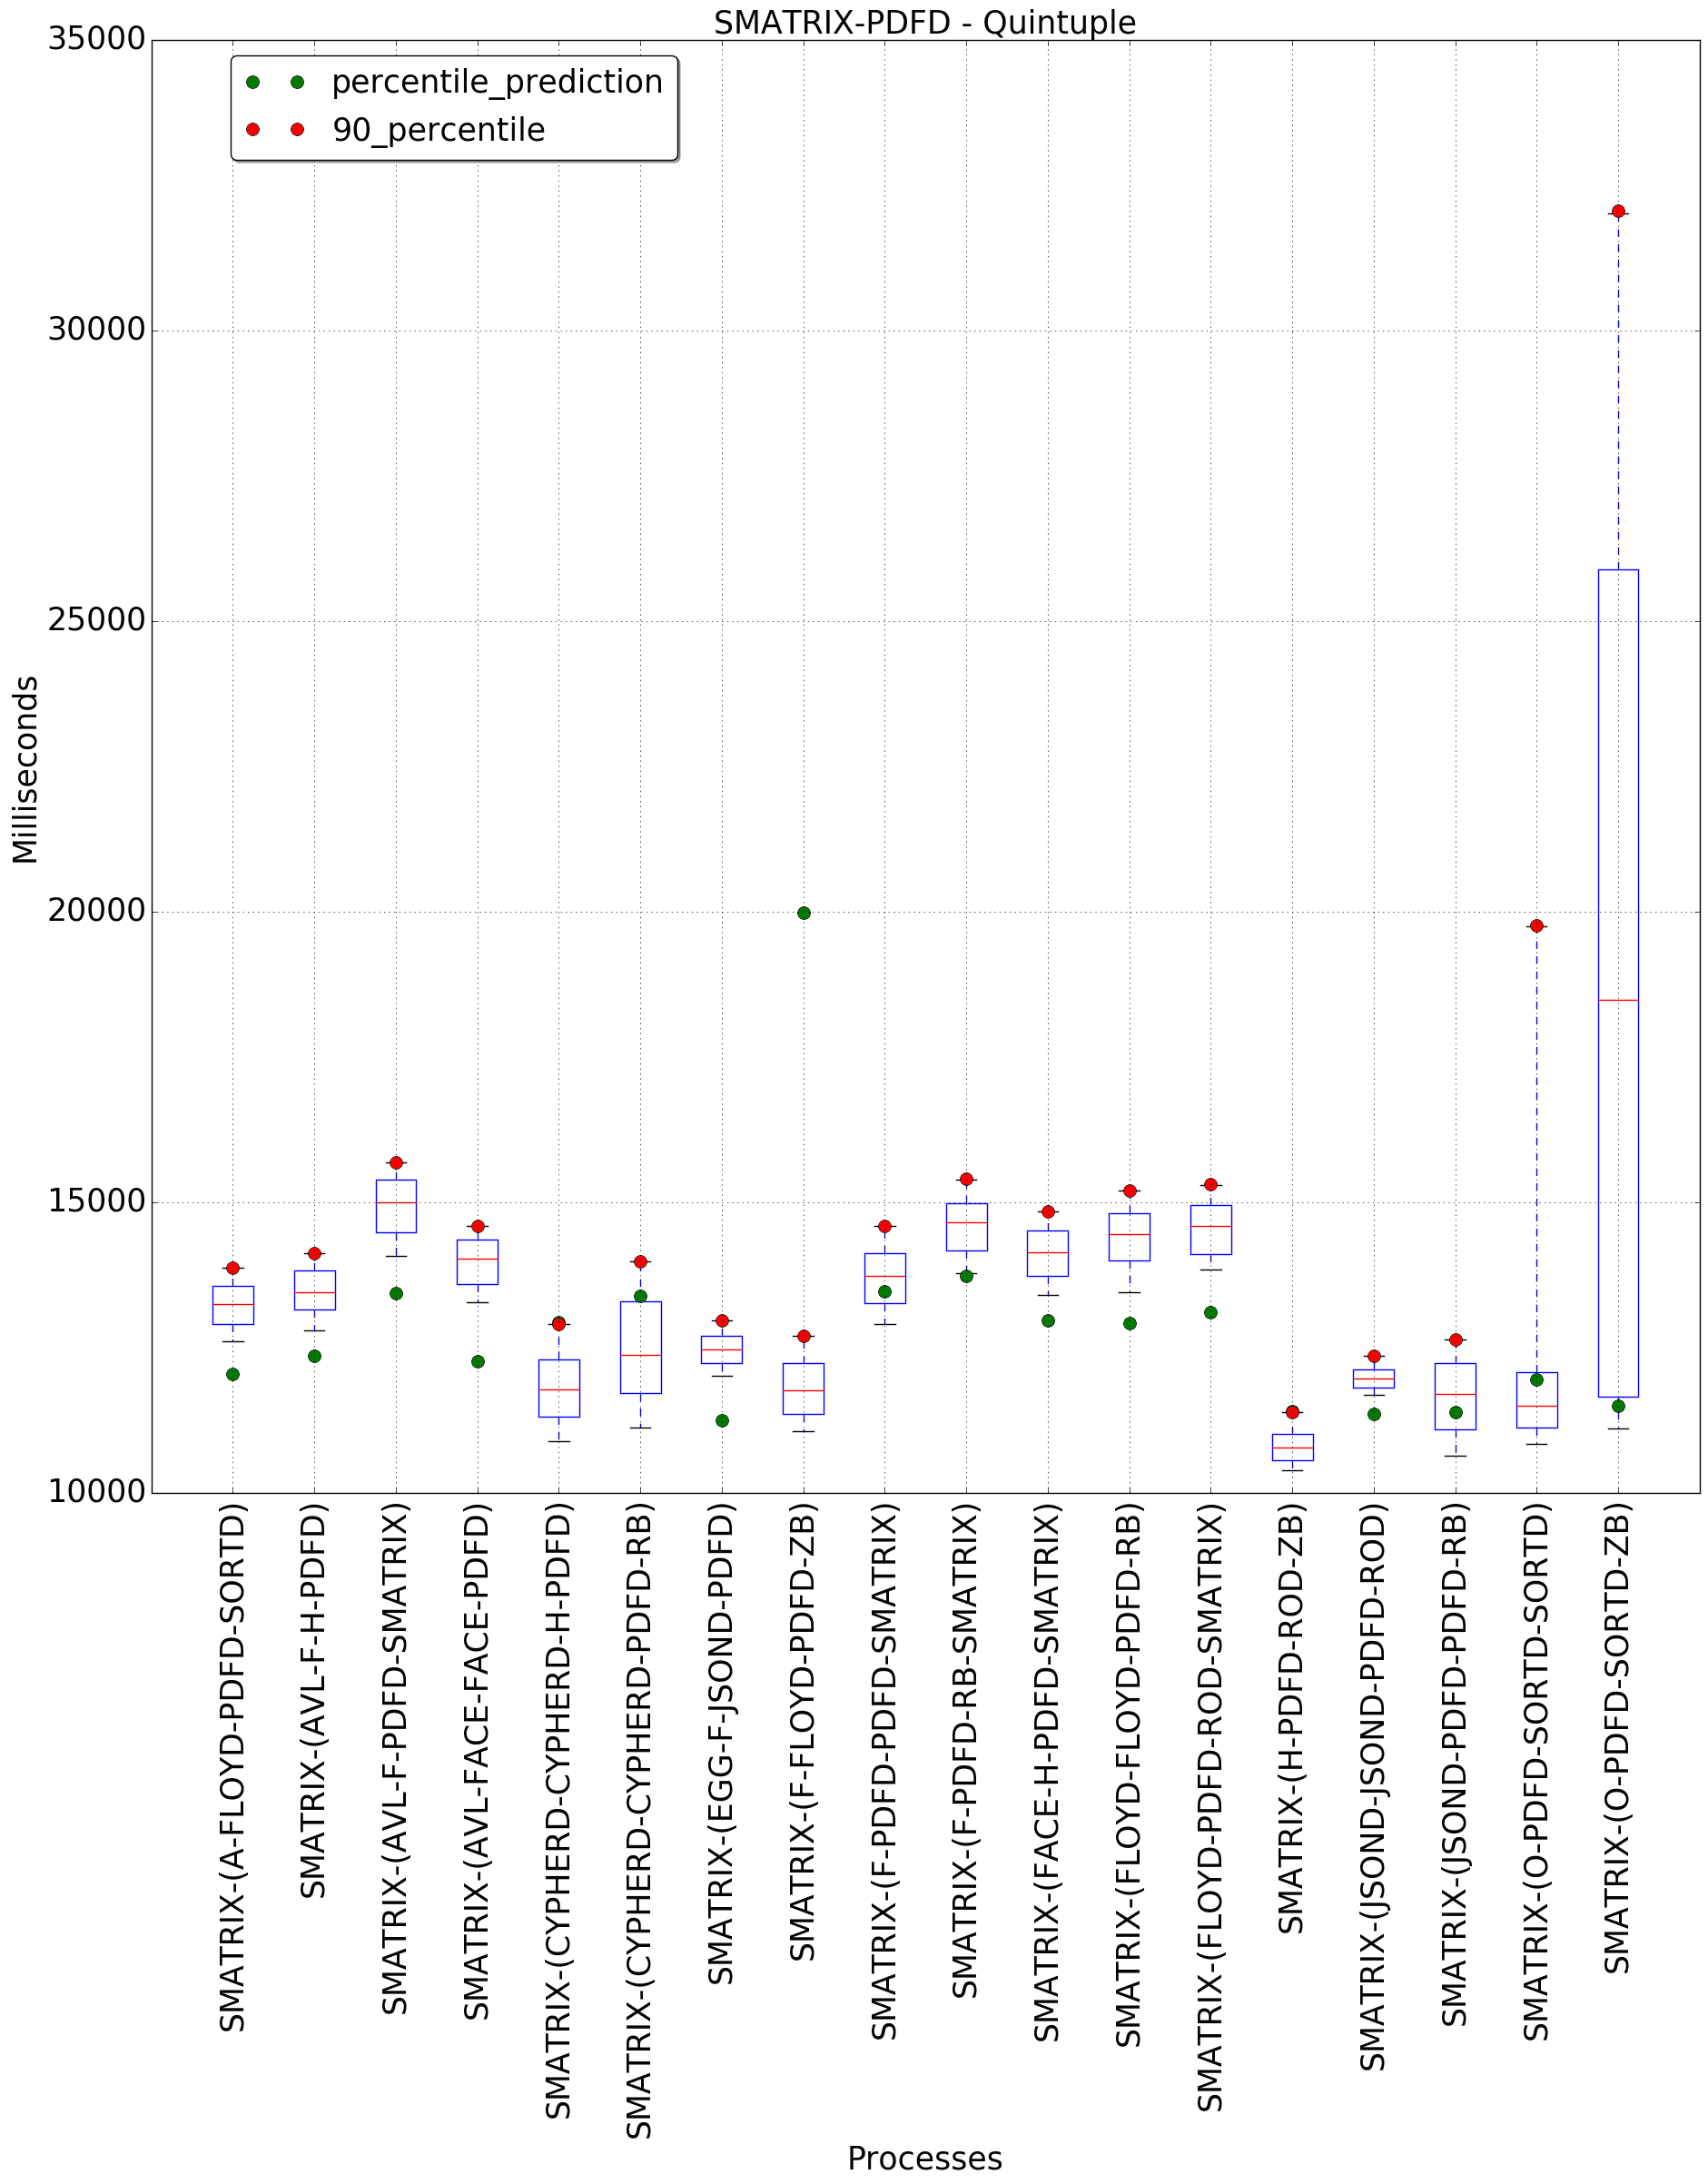 SMATRIX-PDFD - Quintuple
percentile_prediction
90_percentile
35000
30000
25000
20000
15000
10000
Milliseconds
SMATRIX-(A-FLOYD-PDFD-SORTD)
SMATRIX-(AVL-F-H-PDFD)
SMATRIX-(AVL-F-PDFD-SMATRIX)
SMATRIX-(AVL-FACE-FACE-PDFD)
SMATRIX-(CYPHERD-CYPHERD-H-PDFD)
SMATRIX-(CYPHERD-CYPHERD-PDFD-RB)
SMATRIX-(EGG-F-JSOND-PDFD)
SMATRIX-(F-FLOYD-PDFD-ZB)
SMATRIX-(F-PDFD-PDFD-SMATRIX)
SMATRIX-(F-PDFD-RB-SMATRIX)
SMATRIX-(FACE-H-PDFD-SMATRIX)
SMATRIX-(FLOYD-FLOYD-PDFD-RB)
SMATRIX-(FLOYD-PDFD-ROD-SMATRIX)
SMATRIX-(H-PDFD-ROD-ZB)
SMATRIX-(JSOND-JSOND-PDFD-ROD)
SMATRIX-(JSOND-PDFD-PDFD-RB)
SMATRIX-(O-PDFD-SORTD-SORTD)
SMATRIX-(O-PDFD-SORTD-ZB)
Processes